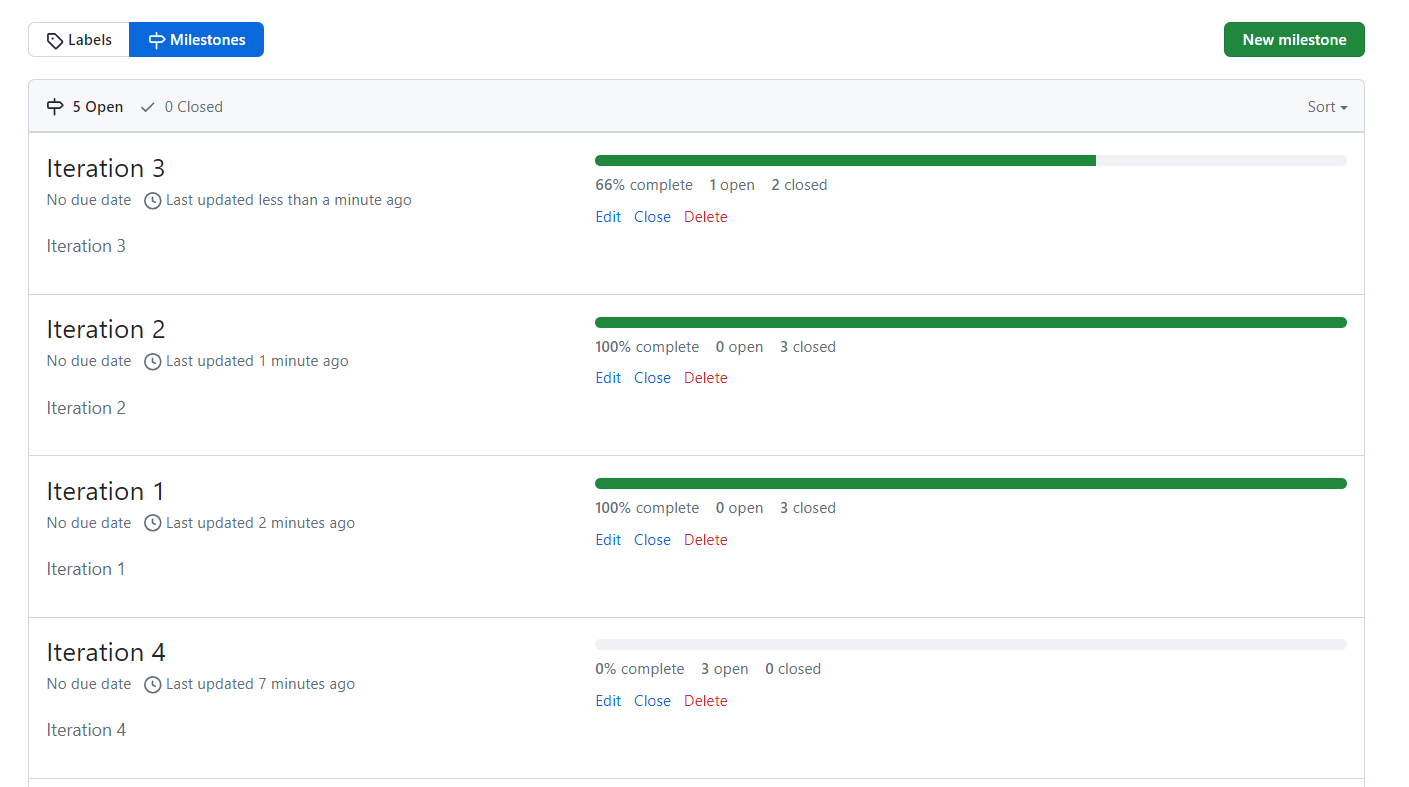 Labels Milestones New milestone
5 Open 0 Closed Sort
Iteration 3
66% complete 1 open 2 closed
No due date Last updated less than a minute ago
Edit Close Delete
Iteration 3
Iteration 2
100% complete 0 open 3 closed
No due date Last updated 1 minute ago
Edit Close Delete
Iteration 2
Iteration 1
100% complete 0 open 3 closed
No due date Last updated 2 minutes ago
Edit Close Delete
Iteration 1
Iteration 4
0% complete 3 open 0 closed
No due date Last updated 7 minutes ago
Edit Close Delete
Iteration 4